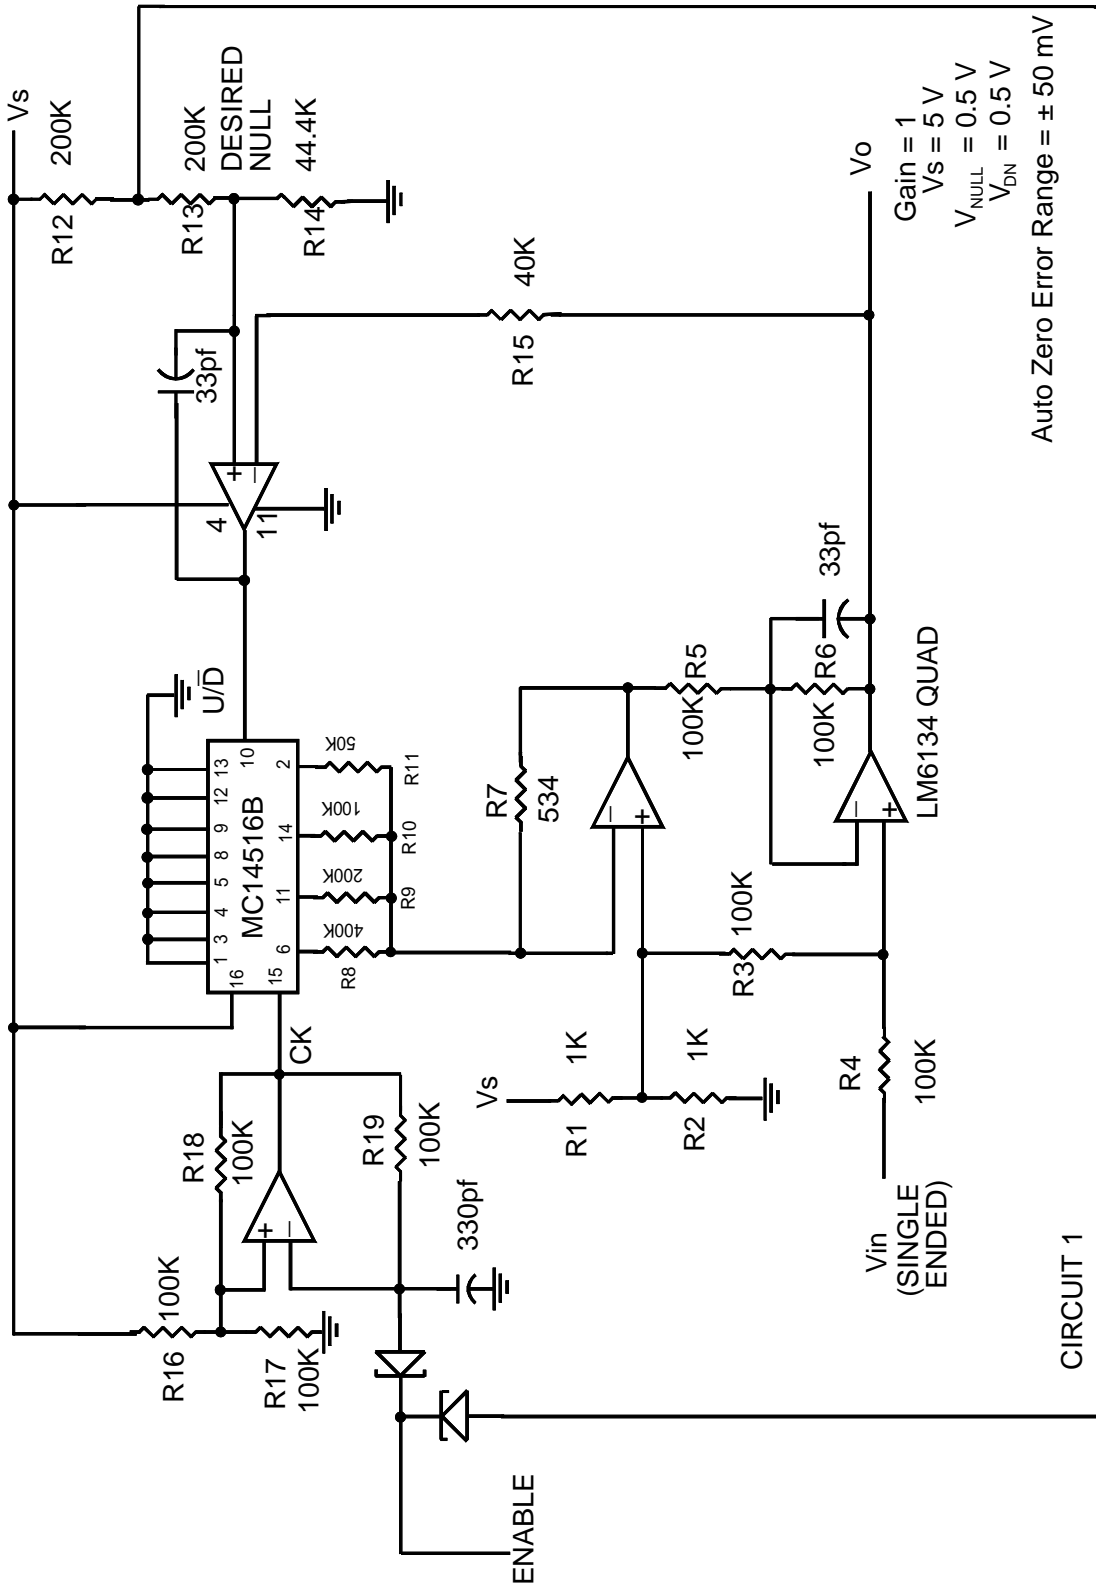 Vs
R12
200K
R13
200K
DESIRED
NULL
R14
44.4K
33pf
+
−
4
11
R15
40K
U/D̅
1
3
4
5
8
9
12
13
16
15
10
MC14516B
6
11
14
2
R8
400K
R9
200K
R10
100K
R11
50K
CK
R18
100K
R19
100K
R16
100K
R17
100K
+
−
330pf
ENABLE
R7
534
−
+
R5
100K
R6
100K
33pf
−
+
LM6134 QUAD
Vs
R1
1K
R2
1K
R3
100K
R4
100K
Vin
(SINGLE
ENDED)
Vo
Gain = 1
Vs = 5 V
VNULL = 0.5 V
VDN = 0.5 V
Auto Zero Error Range = ± 50 mV
CIRCUIT 1